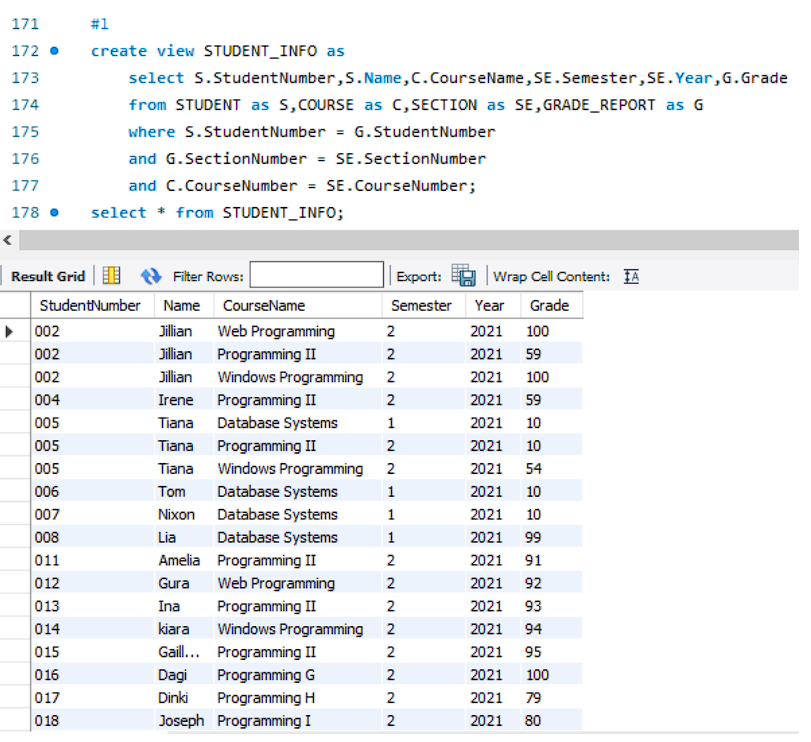 171 #1
172 create view STUDENT_INFO as
173 select S.StudentNumber,S.Name,C.CourseName,SE.Semester,SE.Year,G.Grade
174 from STUDENT as S,COURSE as C,SECTION as SE,GRADE_REPORT as G
175 where S.StudentNumber = G.StudentNumber
176 and G.SectionNumber = SE.SectionNumber
177 and C.CourseNumber = SE.CourseNumber;
178 select * from STUDENT_INFO;
Result Grid Filter Rows: Export: Wrap Cell Content:
StudentNumber Name CourseName Semester Year Grade
002 Jillian Web Programming 2 2021 100
002 Jillian Programming II 2 2021 59
002 Jillian Windows Programming 2 2021 100
004 Irene Programming II 2 2021 59
005 Tiana Database Systems 1 2021 10
005 Tiana Programming II 2 2021 10
005 Tiana Windows Programming 2 2021 54
006 Tom Database Systems 1 2021 10
007 Nixon Database Systems 1 2021 10
008 Lia Database Systems 1 2021 99
011 Amelia Programming II 2 2021 91
012 Gura Web Programming 2 2021 92
013 Ina Programming II 2 2021 93
014 kiara Windows Programming 2 2021 94
015 Gaill... Programming II 2 2021 95
016 Dagi Programming G 2 2021 100
017 Dinki Programming H 2 2021 79
018 Joseph Programming I 2 2021 80